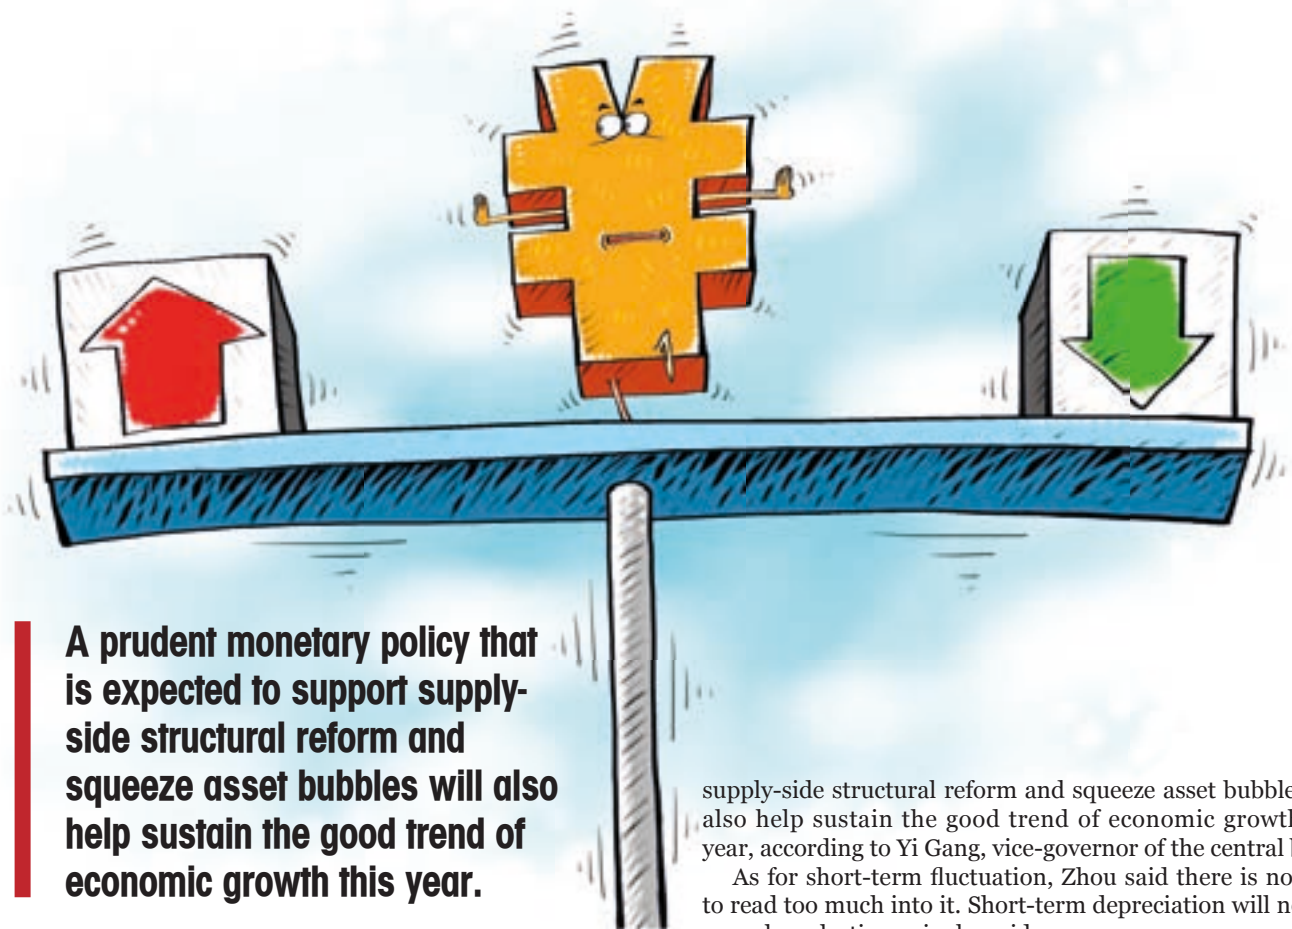 A prudent monetary policy that
is expected to support supply-
side structural reform and
squeeze asset bubbles will also
help sustain the good trend of
economic growth this year.
supply-side structural reform and squeeze asset bubble
also help sustain the good trend of economic growth
year, according to Yi Gang, vice-governor of the central
As for short-term fluctuation, Zhou said there is no
to read too much into it. Short-term depreciation will